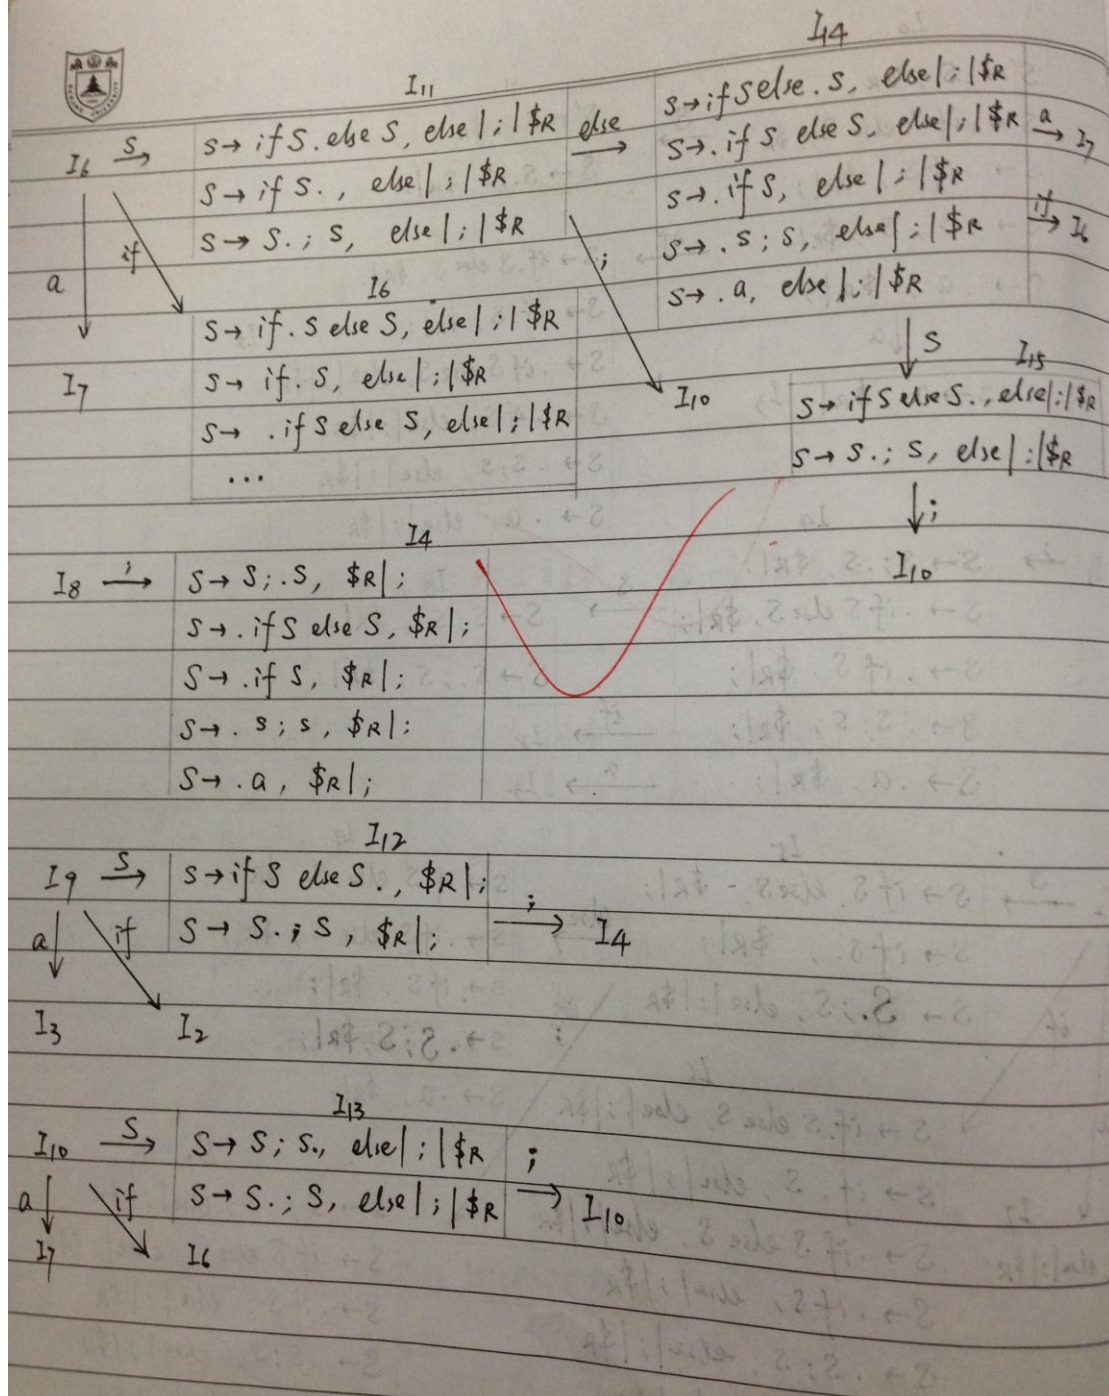 I14
I11
I6 S→ S→ if S. else S, else|;|$R else→ S→ if S else. S, else|;|$R
S→ if S., else|;|$R S→ .if S else S, else|;|$R a→ I7
S→ S.; S, else|;|$R S→ .if S, else|;|$R
a if ; S→ .S; S, else|;|$R if→ I6
I6 S→ .a, else|;|$R
S→ if. S else S, else|;|$R S
I7 S→ if. S, else|;|$R I10 I15
S→ .if S else S, else|;|$R S→ if S else S., else|;|$R
... S→ S.; S, else|:|$R
;
I10
I4
I8 ;→ S→ S;.S, $R|;
S→ .if S else S, $R|;
S→ .if S, $R|;
S→ .S; S, $R|;
S→ .a, $R|;
I12
I9 S→ S→ if S else S., $R|; ;→ I4
a if S→ S.; S, $R|;
I3 I2
I13
I10 S→ S→ S; S., else|;|$R ;→ I10
a if S→ S.; S, else|;|$R
I7 I6